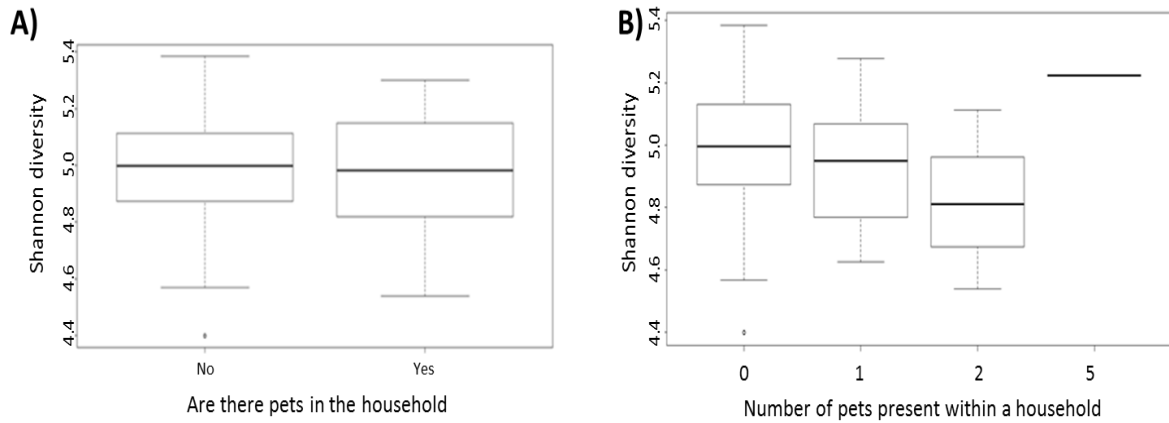 A)
Shannon diversity
5.4
5.2
5.0
4.8
4.6
4.4
No Yes
Are there pets in the household
B)
Shannon diversity
5.4
5.2
5.0
4.8
4.6
4.4
0 1 2 5
Number of pets present within a household